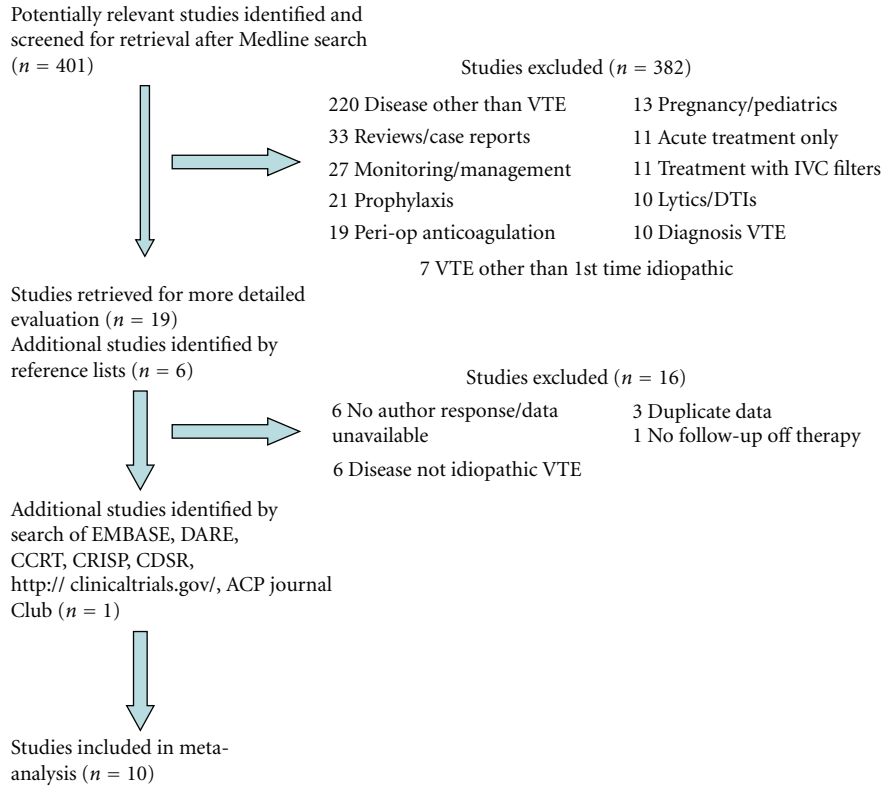 Potentially relevant studies identified and
screened for retrieval after Medline search
(n = 401)
Studies excluded (n = 382)
220 Disease other than VTE
33 Reviews/case reports
27 Monitoring/management
21 Prophylaxis
19 Peri-op anticoagulation
13 Pregnancy/pediatrics
11 Acute treatment only
11 Treatment with IVC filters
10 Lytics/DTIs
10 Diagnosis VTE
7 VTE other than 1st time idiopathic
Studies retrieved for more detailed
evaluation (n = 19)
Additional studies identified by
reference lists (n = 6)
Studies excluded (n = 16)
6 No author response/data
unavailable
6 Disease not idiopathic VTE
3 Duplicate data
1 No follow-up off therapy
Additional studies identified by
search of EMBASE, DARE,
CCRT, CRISP, CDSR,
http:// clinicaltrials.gov/, ACP journal
Club (n = 1)
Studies included in meta-
analysis (n = 10)